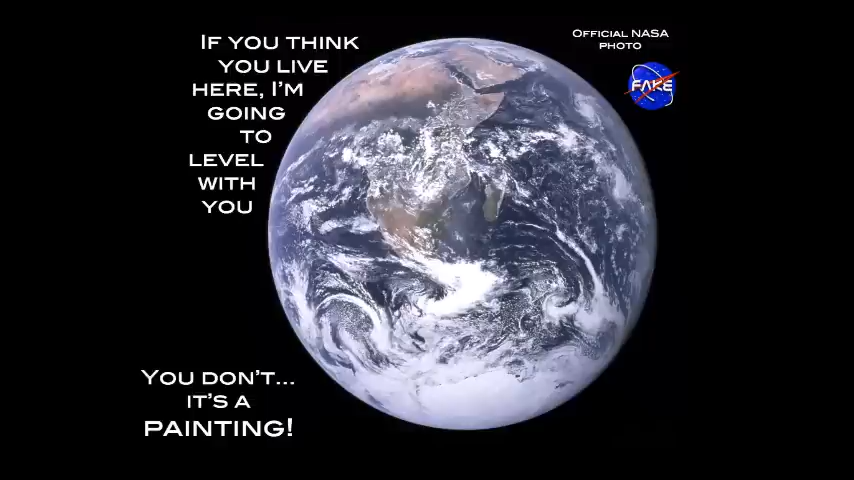 If you think
you live
here, I'm
going
to
level
with
you
Official NASA
photo
FAKE
You don't...
it's a
painting!